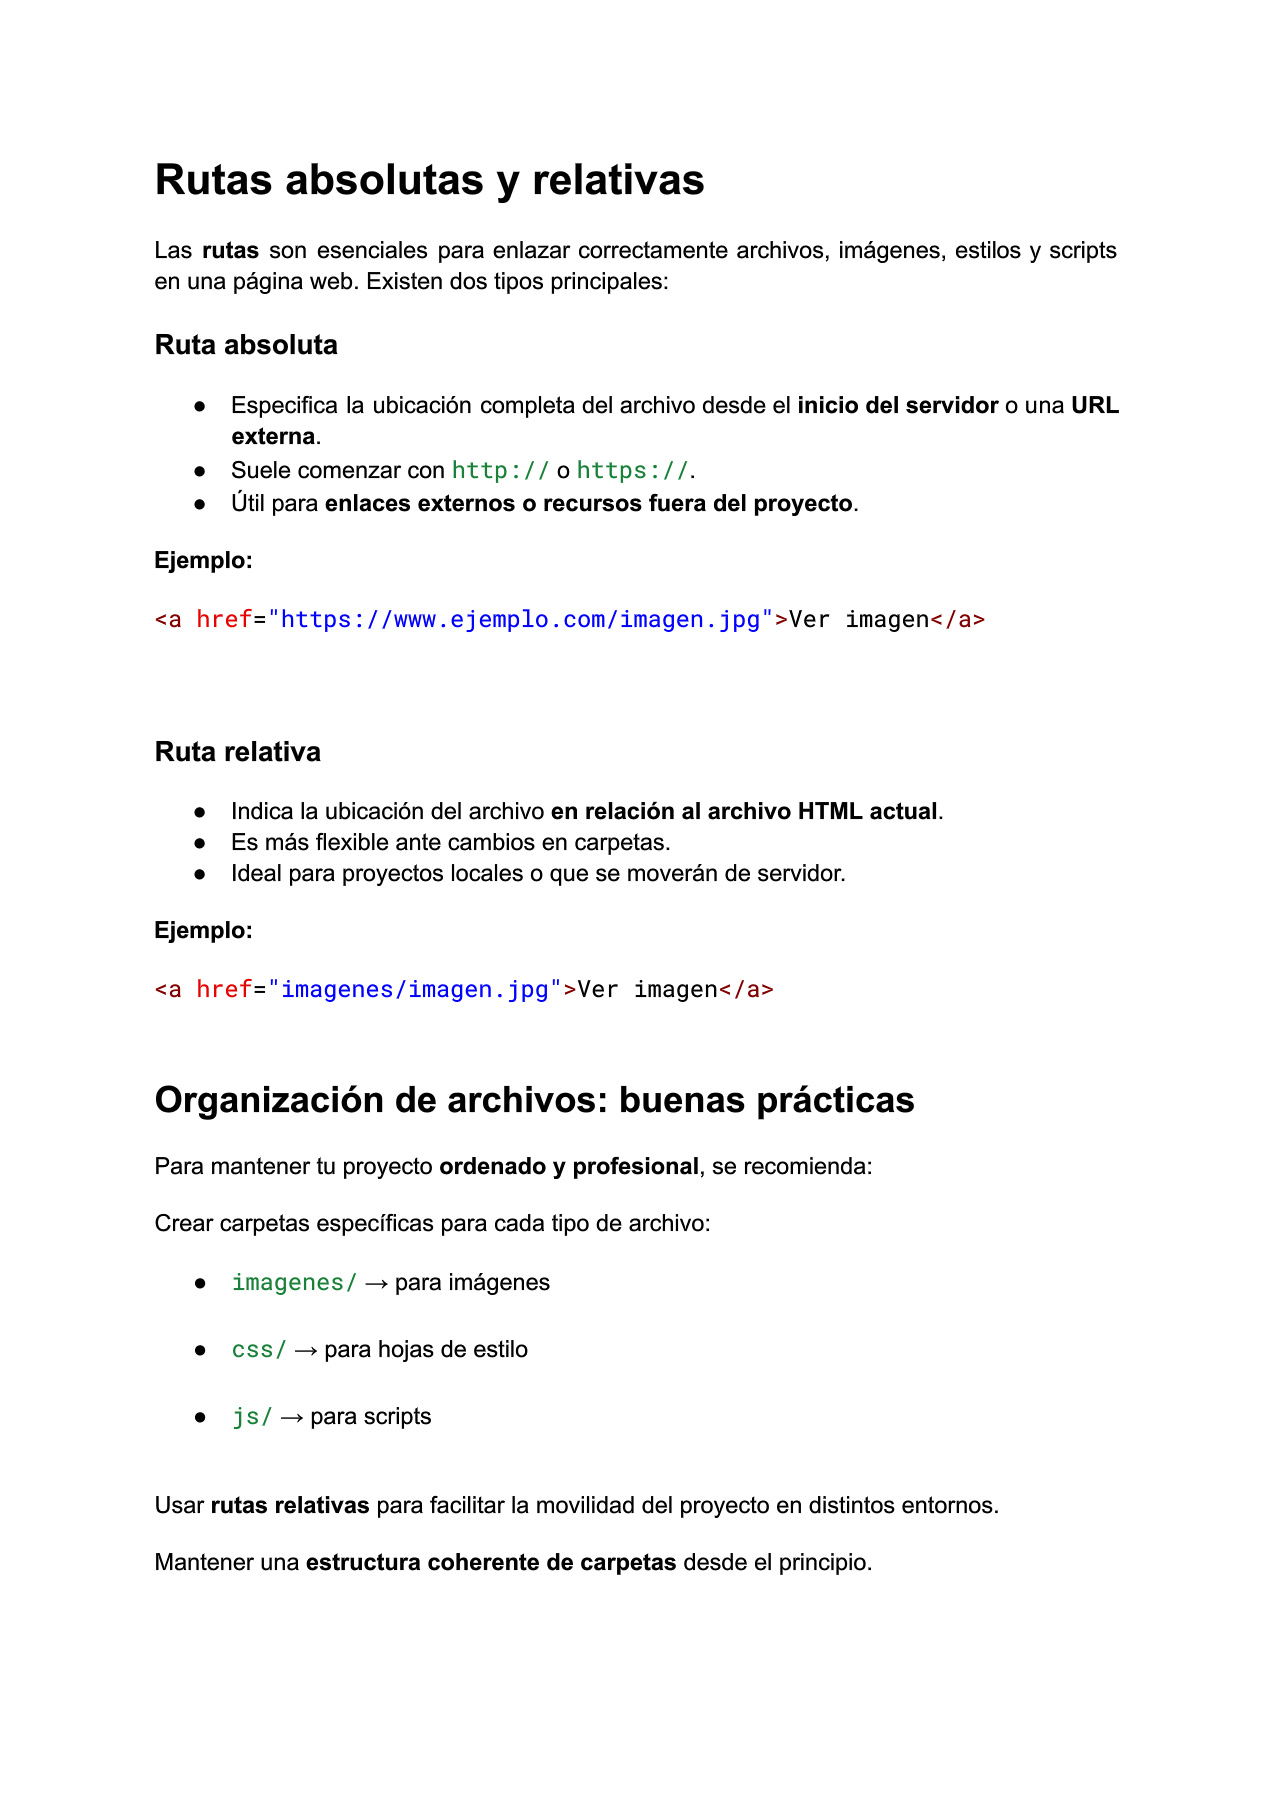 Rutas absolutas y relativas
Las rutas son esenciales para enlazar correctamente archivos, imágenes, estilos y scripts
en una página web. Existen dos tipos principales:
Ruta absoluta
● Especifica la ubicación completa del archivo desde el inicio del servidor o una URL
externa.
● Suele comenzar con http:// o https://.
● Útil para enlaces externos o recursos fuera del proyecto.
Ejemplo:
<a href="https://www.ejemplo.com/imagen.jpg">Ver imagen</a>
Ruta relativa
● Indica la ubicación del archivo en relación al archivo HTML actual.
● Es más flexible ante cambios en carpetas.
● Ideal para proyectos locales o que se moverán de servidor.
Ejemplo:
<a href="imagenes/imagen.jpg">Ver imagen</a>
Organización de archivos: buenas prácticas
Para mantener tu proyecto ordenado y profesional, se recomienda:
Crear carpetas específicas para cada tipo de archivo:
● imagenes/ → para imágenes
● css/ → para hojas de estilo
● js/ → para scripts
Usar rutas relativas para facilitar la movilidad del proyecto en distintos entornos.
Mantener una estructura coherente de carpetas desde el principio.